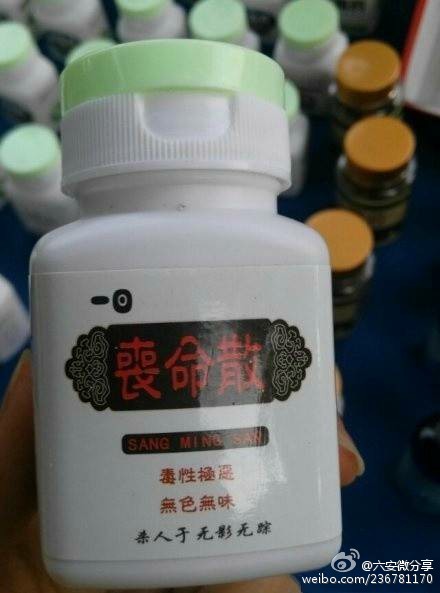 喪命散
SANG MING SAN
毒性極
無色無味
杀人于无影无踪
@六安微分享
weibo.com/236781170